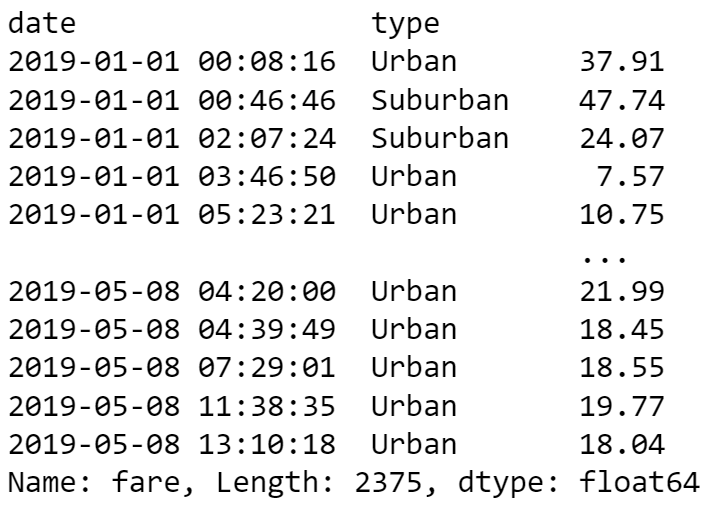 date type
2019-01-01 00:08:16 Urban 37.91
2019-01-01 00:46:46 Suburban 47.74
2019-01-01 02:07:24 Suburban 24.07
2019-01-01 03:46:50 Urban 7.57
2019-01-01 05:23:21 Urban 10.75
...
2019-05-08 04:20:00 Urban 21.99
2019-05-08 04:39:49 Urban 18.45
2019-05-08 07:29:01 Urban 18.55
2019-05-08 11:38:35 Urban 19.77
2019-05-08 13:10:18 Urban 18.04
Name: fare, Length: 2375, dtype: float64